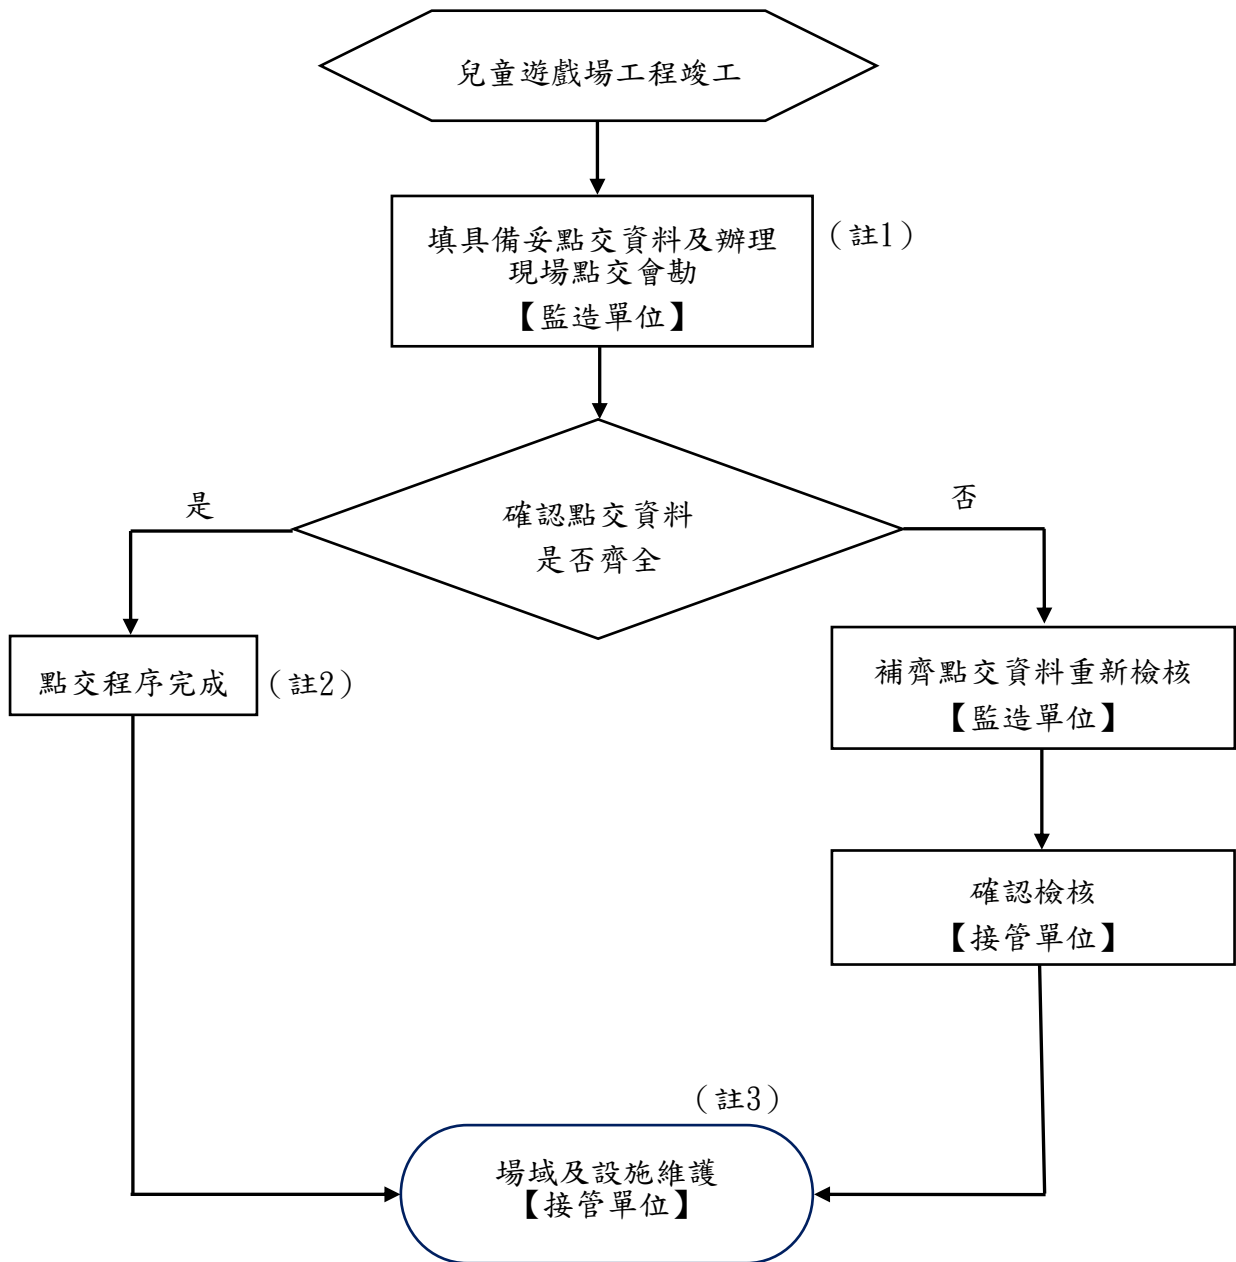 兒童遊戲場工程竣工
填具備妥點交資料及辦理
現場點交會勘
【監造單位】
（註1）
確認點交資料
是否齊全
是
否
點交程序完成
（註2）
補齊點交資料重新檢核
【監造單位】
確認檢核
【接管單位】
（註3）
場域及設施維護
【接管單位】